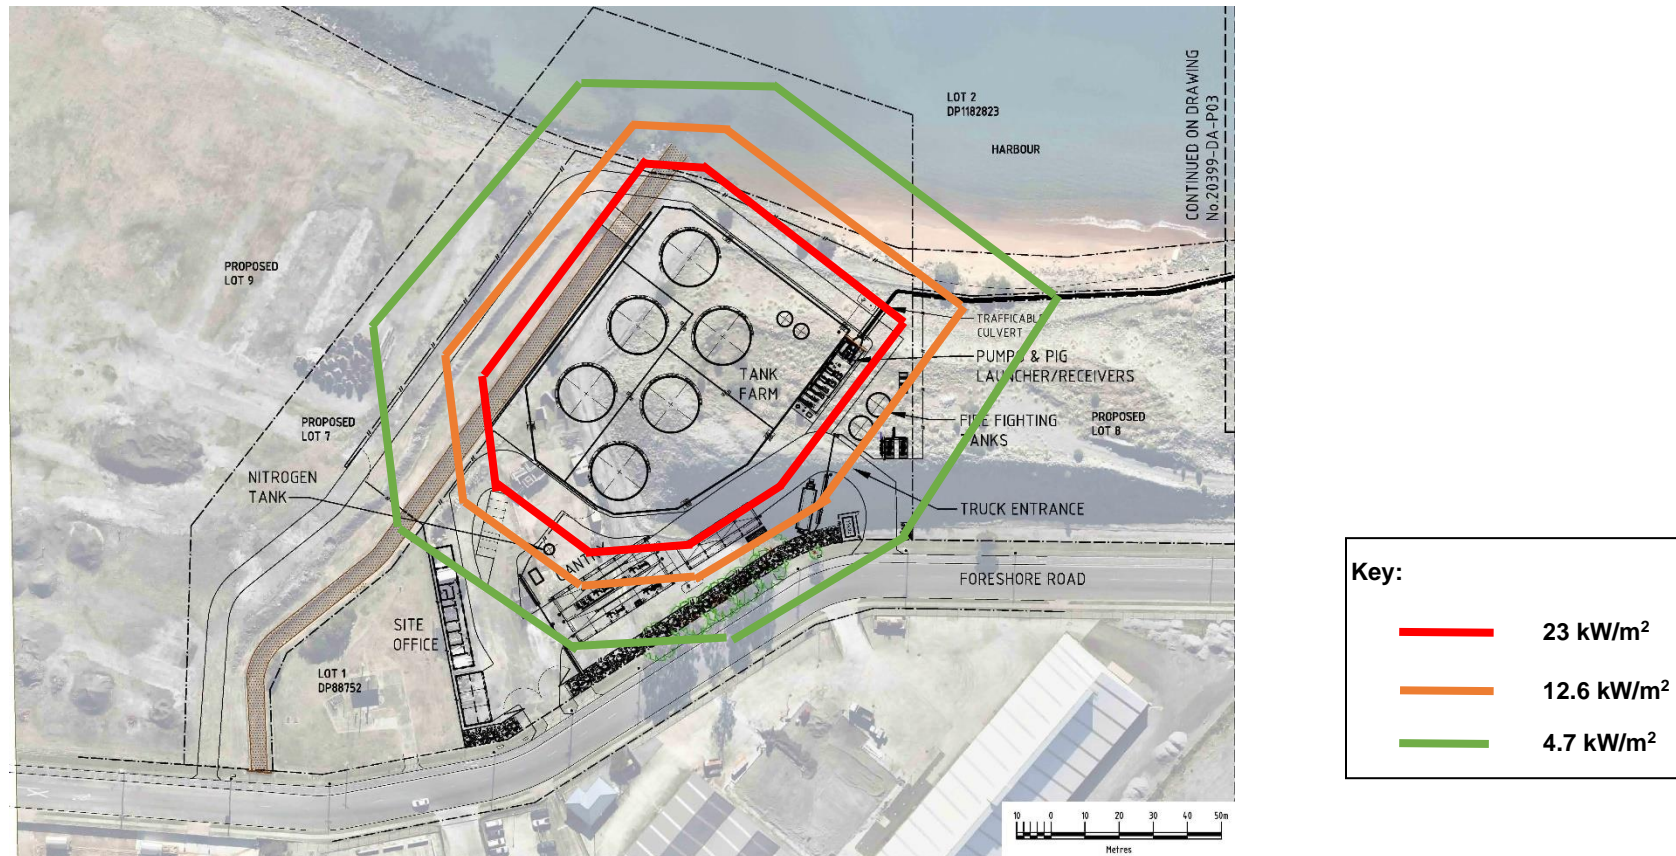 LOT 2
DP1182823
HARBOUR
CONTINUED ON DRAWING
No.20399-DA-P03
PROPOSED
LOT 9
TRAFFICABLE
CULVERT
PUMPS & PIG
LAUNCHER/RECEIVERS
TANK
FARM
PROPOSED
LOT 7
FIRE FIGHTING
TANKS
PROPOSED
LOT 8
NITROGEN
TANK
TRUCK ENTRANCE
GANTRY
FORESHORE ROAD
SITE
OFFICE
LOT 1
DP88752
10 0 10 20 30 40 50m
Metres
Key:
23 kW/m²
12.6 kW/m²
4.7 kW/m²